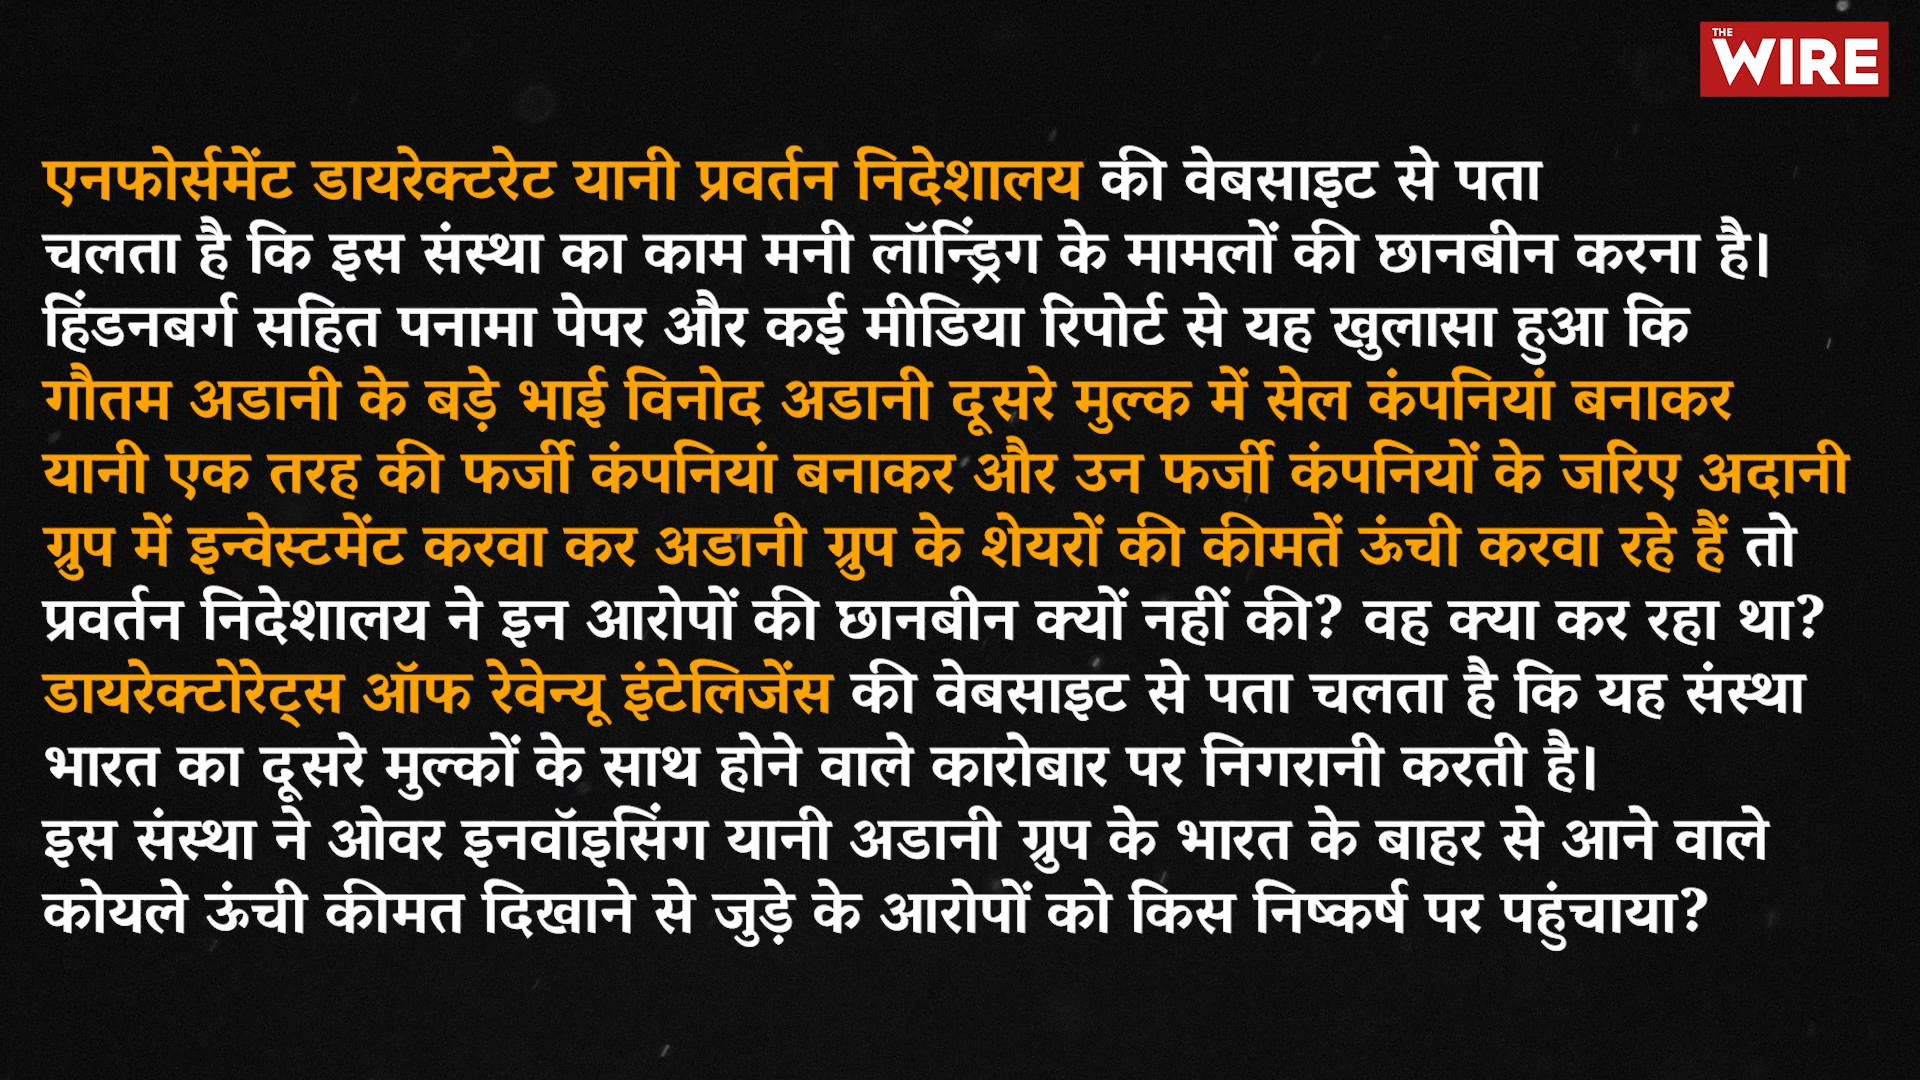 THE
WIRE
एनफोर्समेंट डायरेक्टरेट यानी प्रवर्तन निदेशालय की वेबसाइट से पता
चलता है कि इस संस्था का काम मनी लॉन्ड्रिंग के मामलों की छानबीन करना है।
हिंडनबर्ग सहित पनामा पेपर और कई मीडिया रिपोर्ट से यह खुलासा हुआ कि
गौतम अडानी के बड़े भाई विनोद अडानी दूसरे मुल्क में सेल कंपनियां बनाकर
यानी एक तरह की फर्जी कंपनियां बनाकर और उन फर्जी कंपनियों के जरिए अदानी
ग्रुप में इन्वेस्टमेंट करवा कर अडानी ग्रुप के शेयरों की कीमतें ऊंची करवा रहे हैं तो
प्रवर्तन निदेशालय ने इन आरोपों की छानबीन क्यों नहीं की? वह क्या कर रहा था?
डायरेक्टोरेट्स ऑफ रेवेन्यू इंटेलिजेंस की वेबसाइट से पता चलता है कि यह संस्था
भारत का दूसरे मुल्कों के साथ होने वाले कारोबार पर निगरानी करती है।
इस संस्था ने ओवर इनवॉइसिंग यानी अडानी ग्रुप के भारत के बाहर से आने वाले
कोयले ऊंची कीमत दिखाने से जुड़े के आरोपों को किस निष्कर्ष पर पहुंचाया?